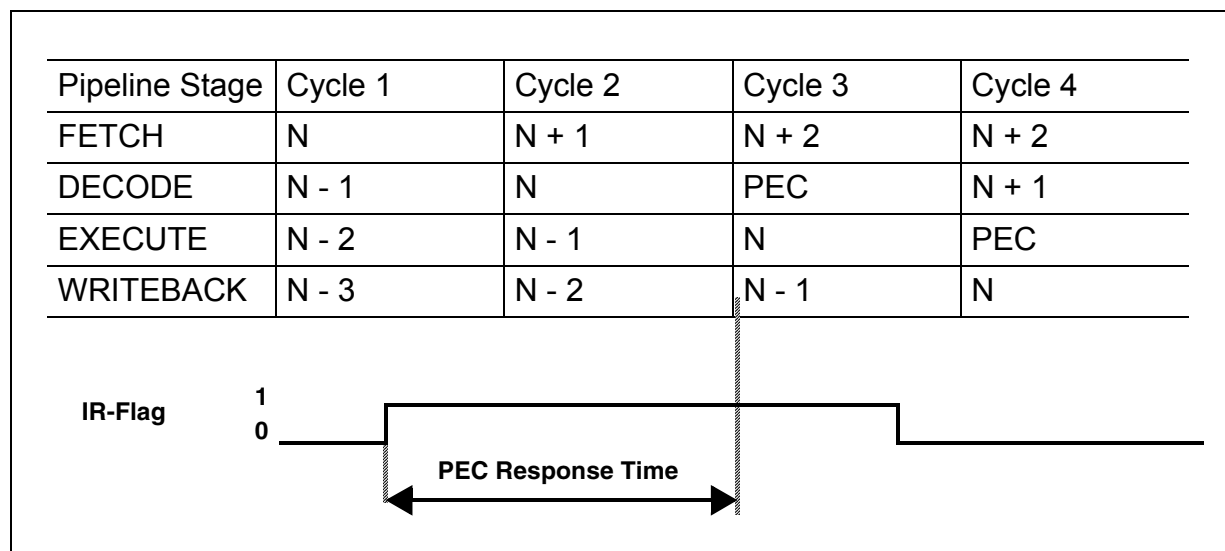 Pipeline Stage Cycle 1 Cycle 2 Cycle 3 Cycle 4
FETCH N N + 1 N + 2 N + 2
DECODE N - 1 N PEC N + 1
EXECUTE N - 2 N - 1 N PEC
WRITEBACK N - 3 N - 2 N - 1 N
IR-Flag 1
0
PEC Response Time